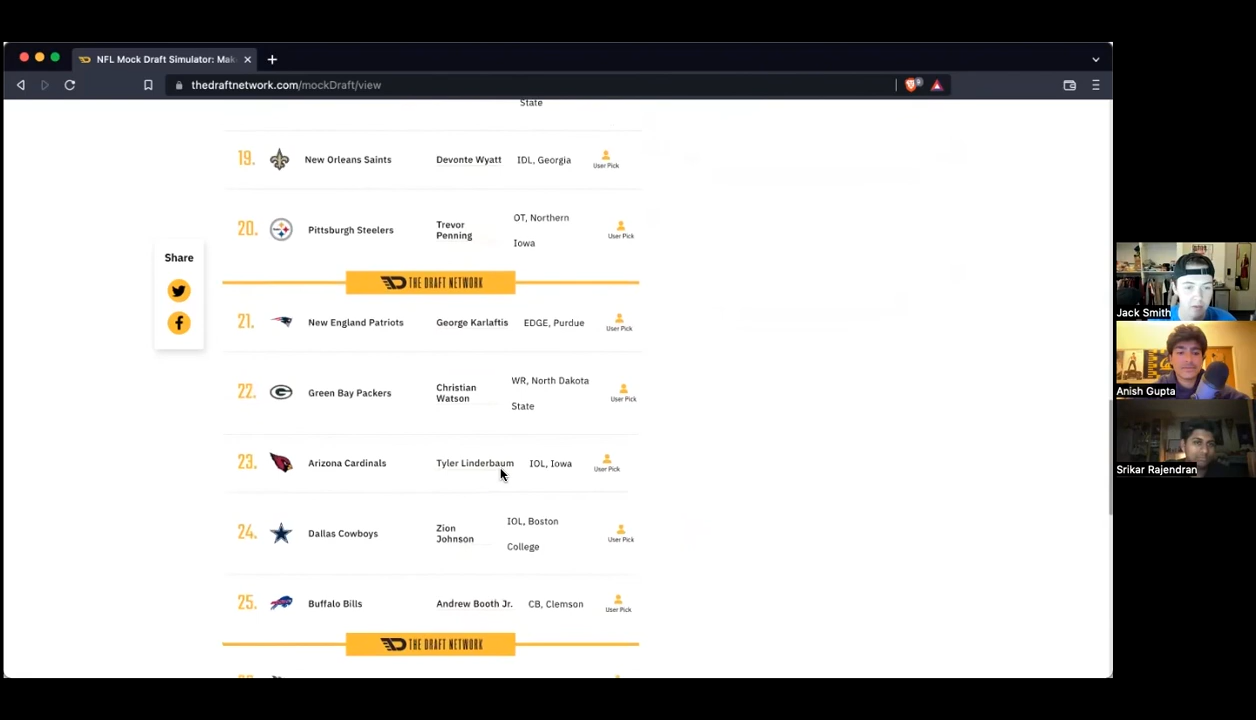 NFL Mock Draft Simulator: Mak
thedraftnetwork.com/mockDraft/view
State
19. New Orleans Saints Devonte Wyatt IDL, Georgia User Pick
20. Pittsburgh Steelers Trevor Penning OT, Northern Iowa User Pick
Share
THE DRAFT NETWORK
21. New England Patriots George Karlaftis EDGE, Purdue User Pick
22. Green Bay Packers Christian Watson WR, North Dakota State User Pick
23. Arizona Cardinals Tyler Linderbaum IOL, Iowa User Pick
24. Dallas Cowboys Zion Johnson IOL, Boston College User Pick
25. Buffalo Bills Andrew Booth Jr. CB, Clemson User Pick
THE DRAFT NETWORK
Jack Smith
Anish Gupta
Srikar Rajendran